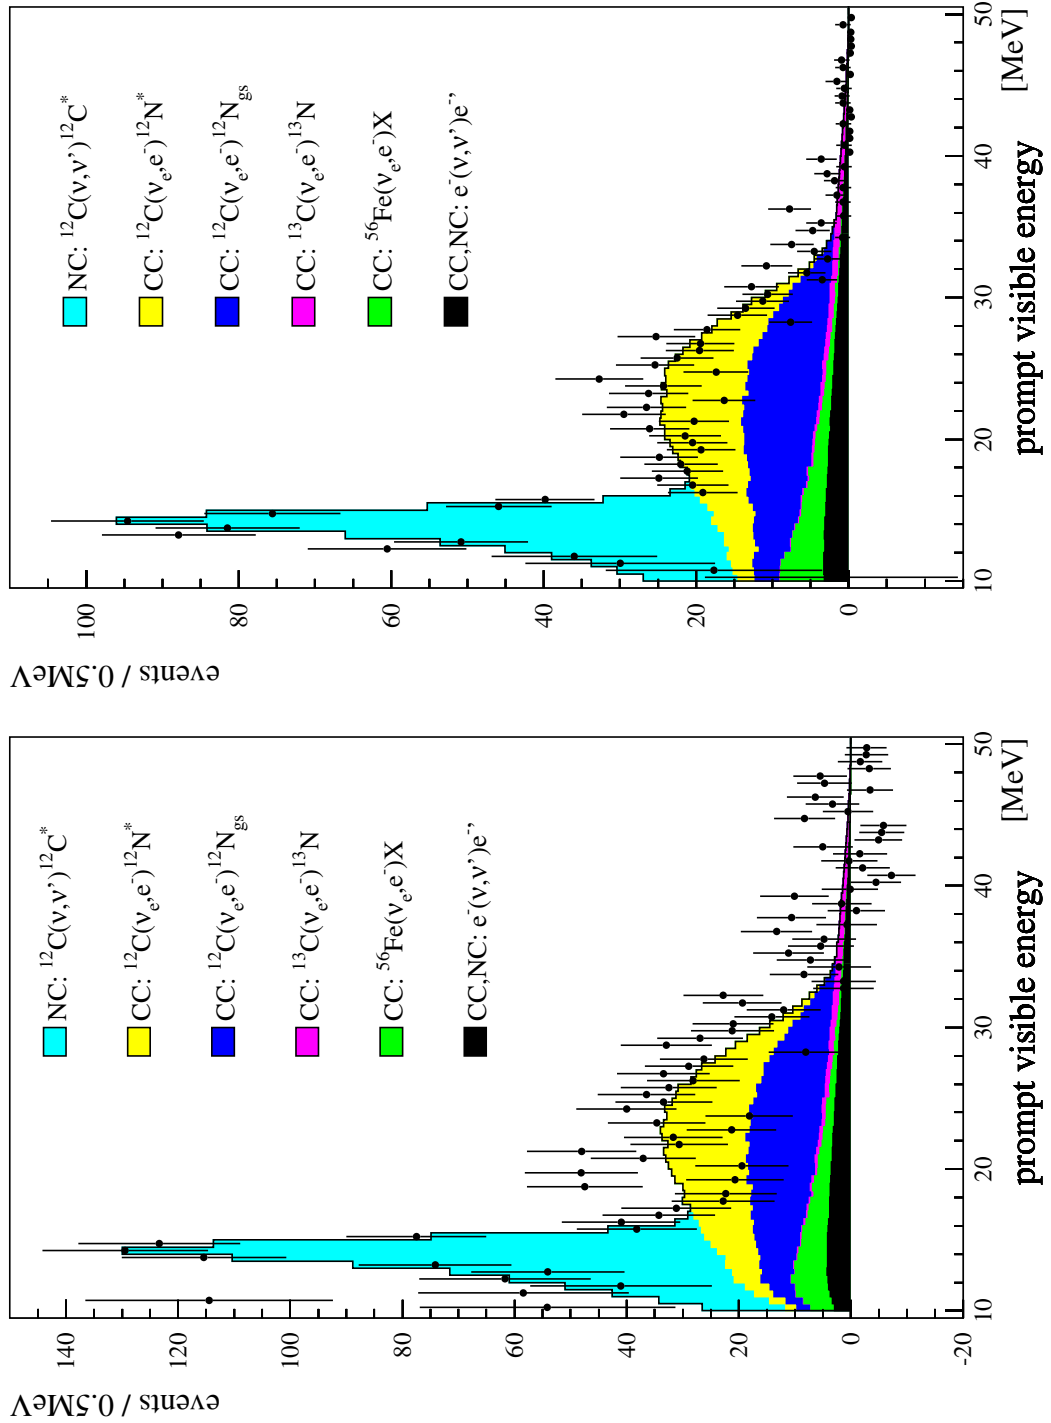 events / 0.5MeV
140
120
100
80
60
40
20
0
-20
NC: ¹²C(ν,ν’)¹²C*
CC: ¹²C(νₑ,e⁻)¹²N*
CC: ¹²C(νₑ,e⁻)¹²N_gs
CC: ¹³C(νₑ,e⁻)¹³N
CC: ⁵⁶Fe(νₑ,e⁻)X
CC,NC: e⁻(ν,ν’)e⁻’
10 20 30 40 50
prompt visible energy [MeV]
events / 0.5MeV
100
80
60
40
20
0
NC: ¹²C(ν,ν’)¹²C*
CC: ¹²C(νₑ,e⁻)¹²N*
CC: ¹²C(νₑ,e⁻)¹²N_gs
CC: ¹³C(νₑ,e⁻)¹³N
CC: ⁵⁶Fe(νₑ,e⁻)X
CC,NC: e⁻(ν,ν’)e⁻’
10 20 30 40 50
prompt visible energy [MeV]